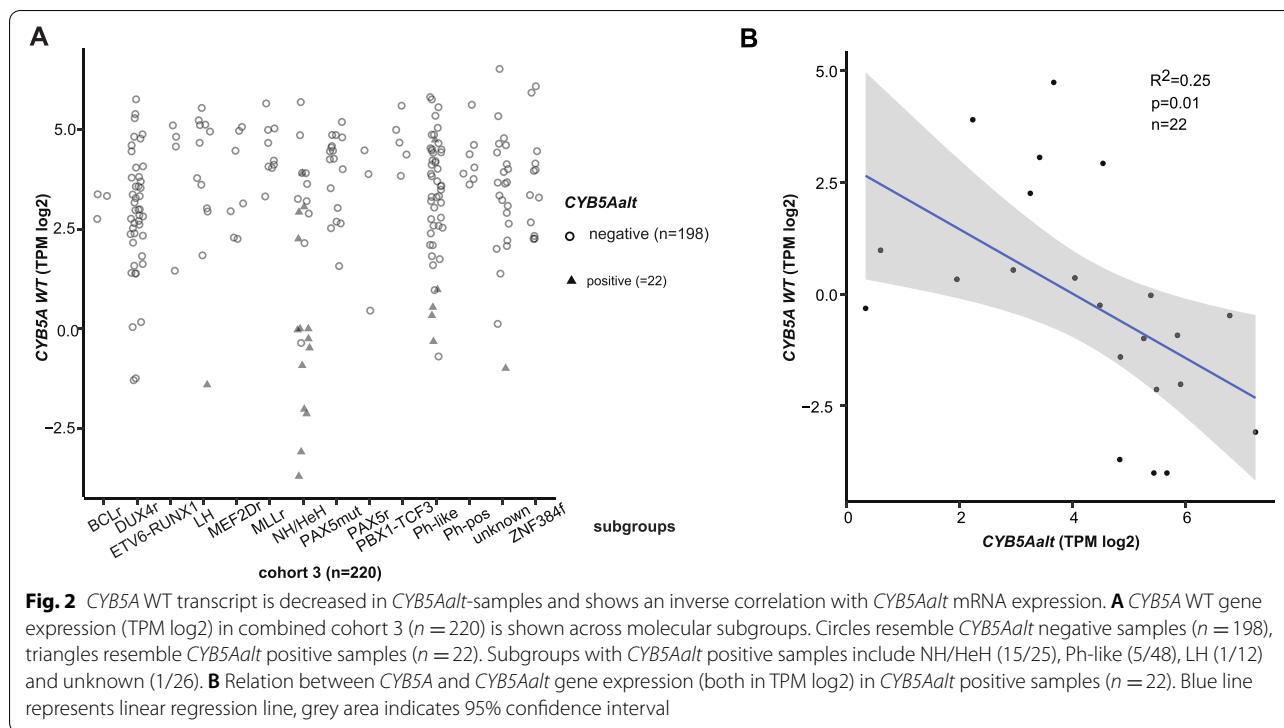 A
CYB5A WT (TPM log2)
5.0
2.5
0.0
−2.5
BCLr
DUX4r
ETV6-RUNX1
LH
MEF2Dr
MLLr
NH/HeH
PAX5mut
PAX5r
PBX1-TCF3
Ph-like
Ph-pos
unknown
ZNF384f
subgroups
cohort 3 (n=220)
CYB5Aalt
negative (n=198)
positive (=22)
B
CYB5A WT (TPM log2)
5.0
2.5
0.0
−2.5
R2=0.25
p=0.01
n=22
0 2 4 6
CYB5Aalt (TPM log2)
Fig. 2 CYB5A WT transcript is decreased in CYB5Aalt-samples and shows an inverse correlation with CYB5Aalt mRNA expression. A CYB5A WT gene
expression (TPM log2) in combined cohort 3 (n = 220) is shown across molecular subgroups. Circles resemble CYB5Aalt negative samples (n = 198),
triangles resemble CYB5Aalt positive samples (n = 22). Subgroups with CYB5Aalt positive samples include NH/HeH (15/25), Ph-like (5/48), LH (1/12)
and unknown (1/26). B Relation between CYB5A and CYB5Aalt gene expression (both in TPM log2) in CYB5Aalt positive samples (n = 22). Blue line
represents linear regression line, grey area indicates 95% confidence interval